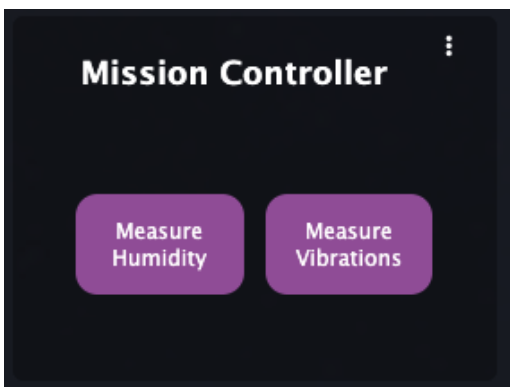 Mission Controller
Measure
Humidity
Measure
Vibrations